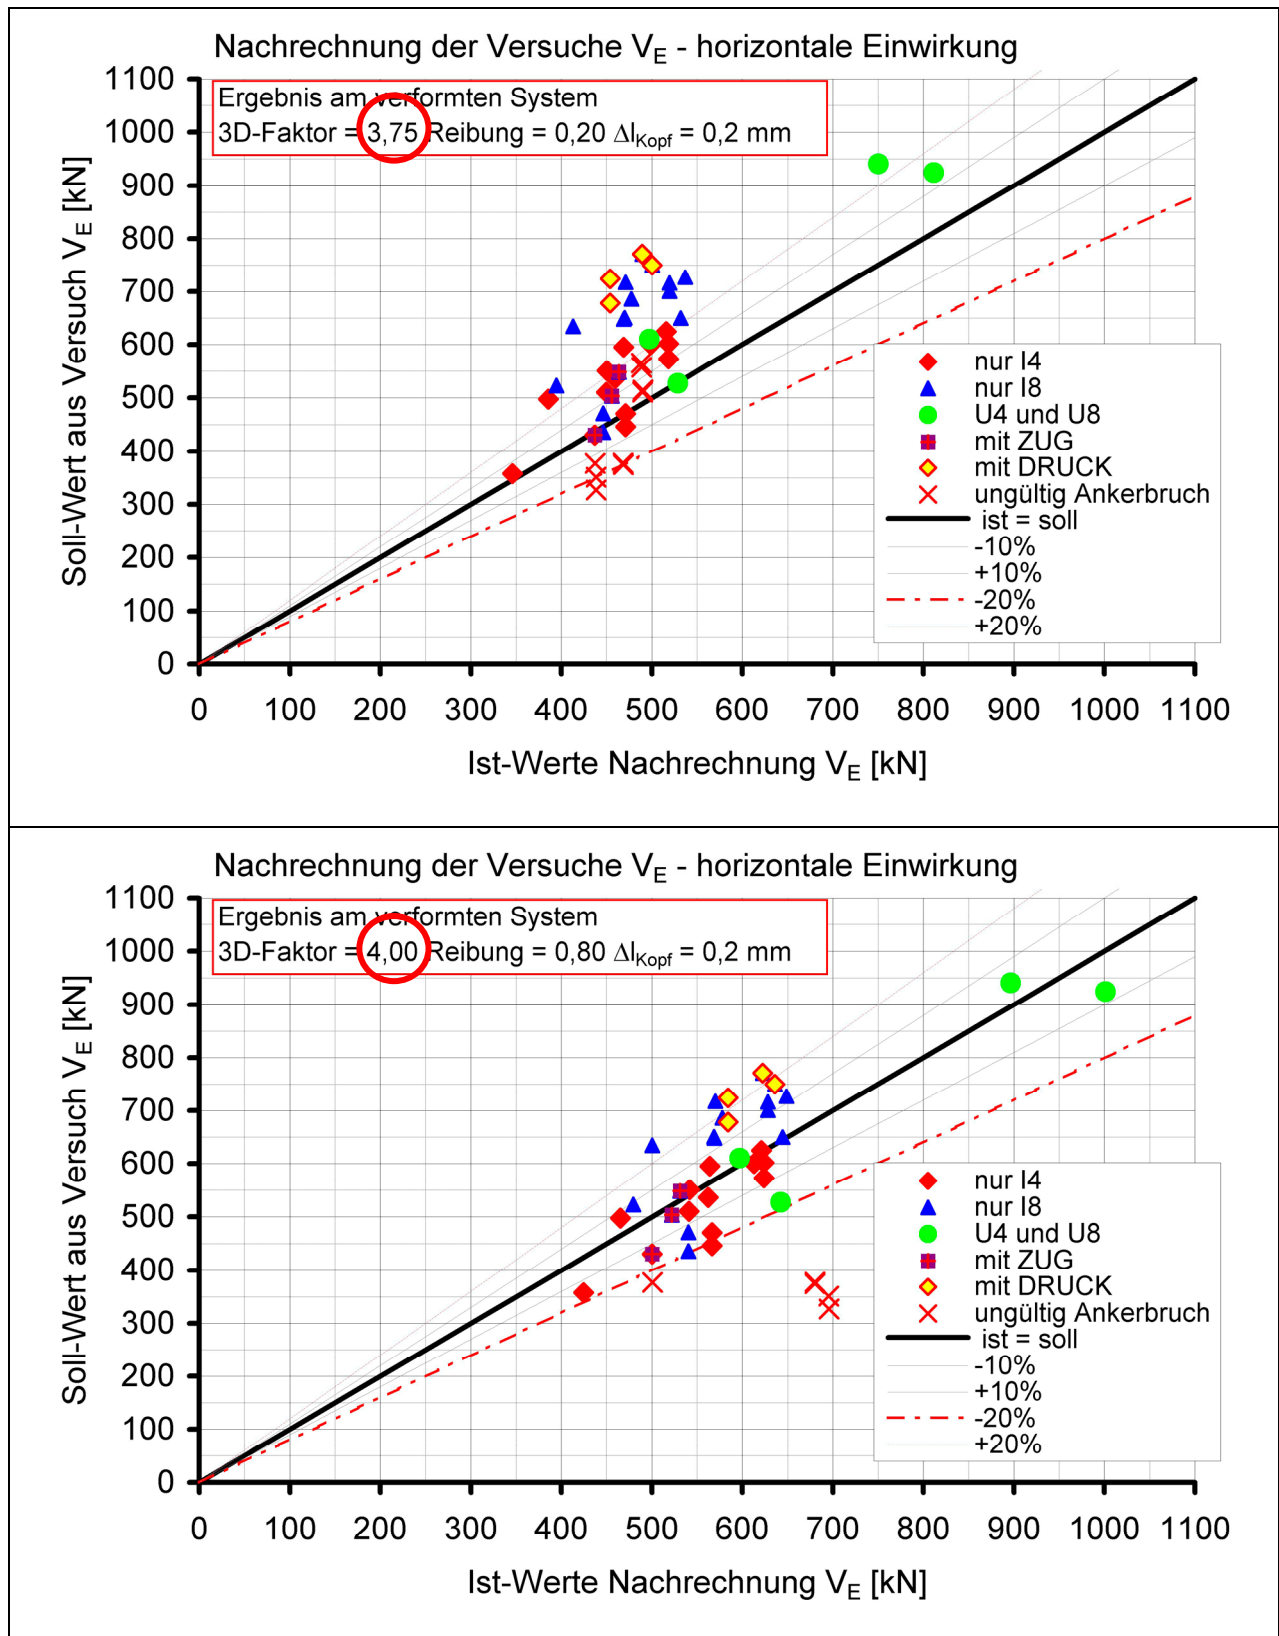 Nachrechnung der Versuche V_E - horizontale Einwirkung
Ergebnis am verformten System
3D-Faktor = 3,75 Reibung = 0,20 Δl_Kopf = 0,2 mm
1100
1000
900
800
700
600
500
400
300
200
100
0
Soll-Wert aus Versuch V_E [kN]
nur I4
nur I8
U4 und U8
mit ZUG
mit DRUCK
ungültig Ankerbruch
ist = soll
-10%
+10%
-20%
+20%
0 100 200 300 400 500 600 700 800 900 1000 1100
Ist-Werte Nachrechnung V_E [kN]
Nachrechnung der Versuche V_E - horizontale Einwirkung
Ergebnis am verformten System
3D-Faktor = 4,00 Reibung = 0,80 Δl_Kopf = 0,2 mm
1100
1000
900
800
700
600
500
400
300
200
100
0
Soll-Wert aus Versuch V_E [kN]
nur I4
nur I8
U4 und U8
mit ZUG
mit DRUCK
ungültig Ankerbruch
ist = soll
-10%
+10%
-20%
+20%
0 100 200 300 400 500 600 700 800 900 1000 1100
Ist-Werte Nachrechnung V_E [kN]